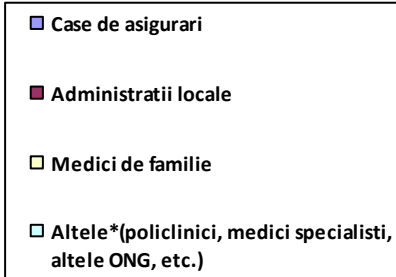 Case de asigurari
Administratii locale
Medici de familie
Altele*(policlinici, medici specialisti,
altele ONG, etc.)